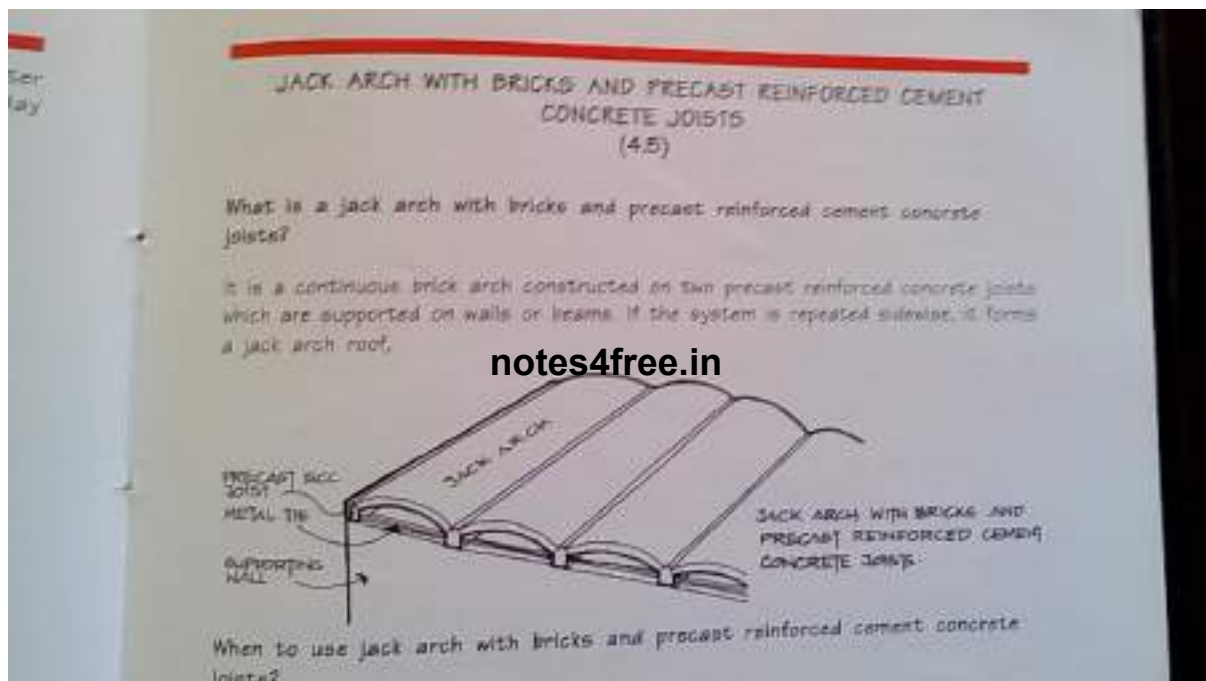 ter
lay
JACK ARCH WITH BRICKS AND PRECAST REINFORCED CEMENT
CONCRETE JOISTS
(4.5)
What is a jack arch with bricks and precast reinforced cement concrete
joists?
It is a continuous brick arch constructed on two precast reinforced concrete joists
which are supported on walls or beams. If the system is repeated sidewise, it forms
a jack arch roof.
notes4free.in
JACK ARCH
PRECAST RCC
JOIST
METAL TIE
SUPPORTING
WALL
JACK ARCH WITH BRICKS AND
PRECAST REINFORCED CEMENT
CONCRETE JOISTS.
When to use jack arch with bricks and precast reinforced cement concrete
joists?